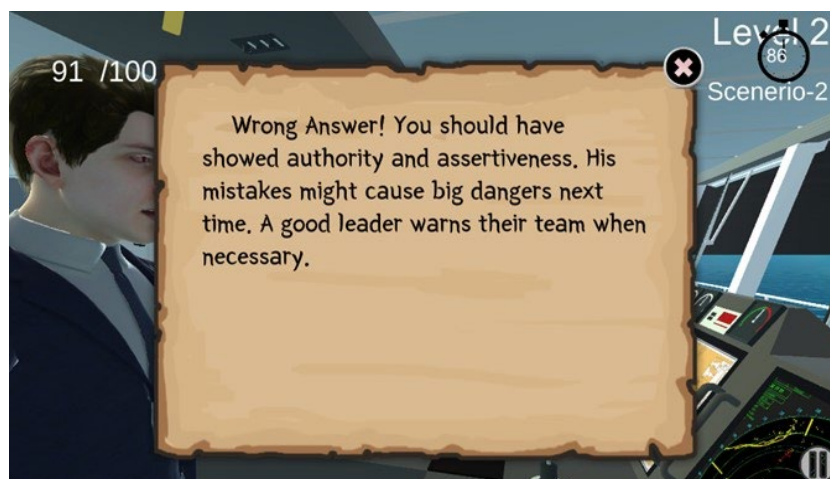 Level 2
91 /100
86
Scenerio-2
Wrong Answer! You should have
showed authority and assertiveness. His
mistakes might cause big dangers next
time. A good leader warns their team when
necessary.